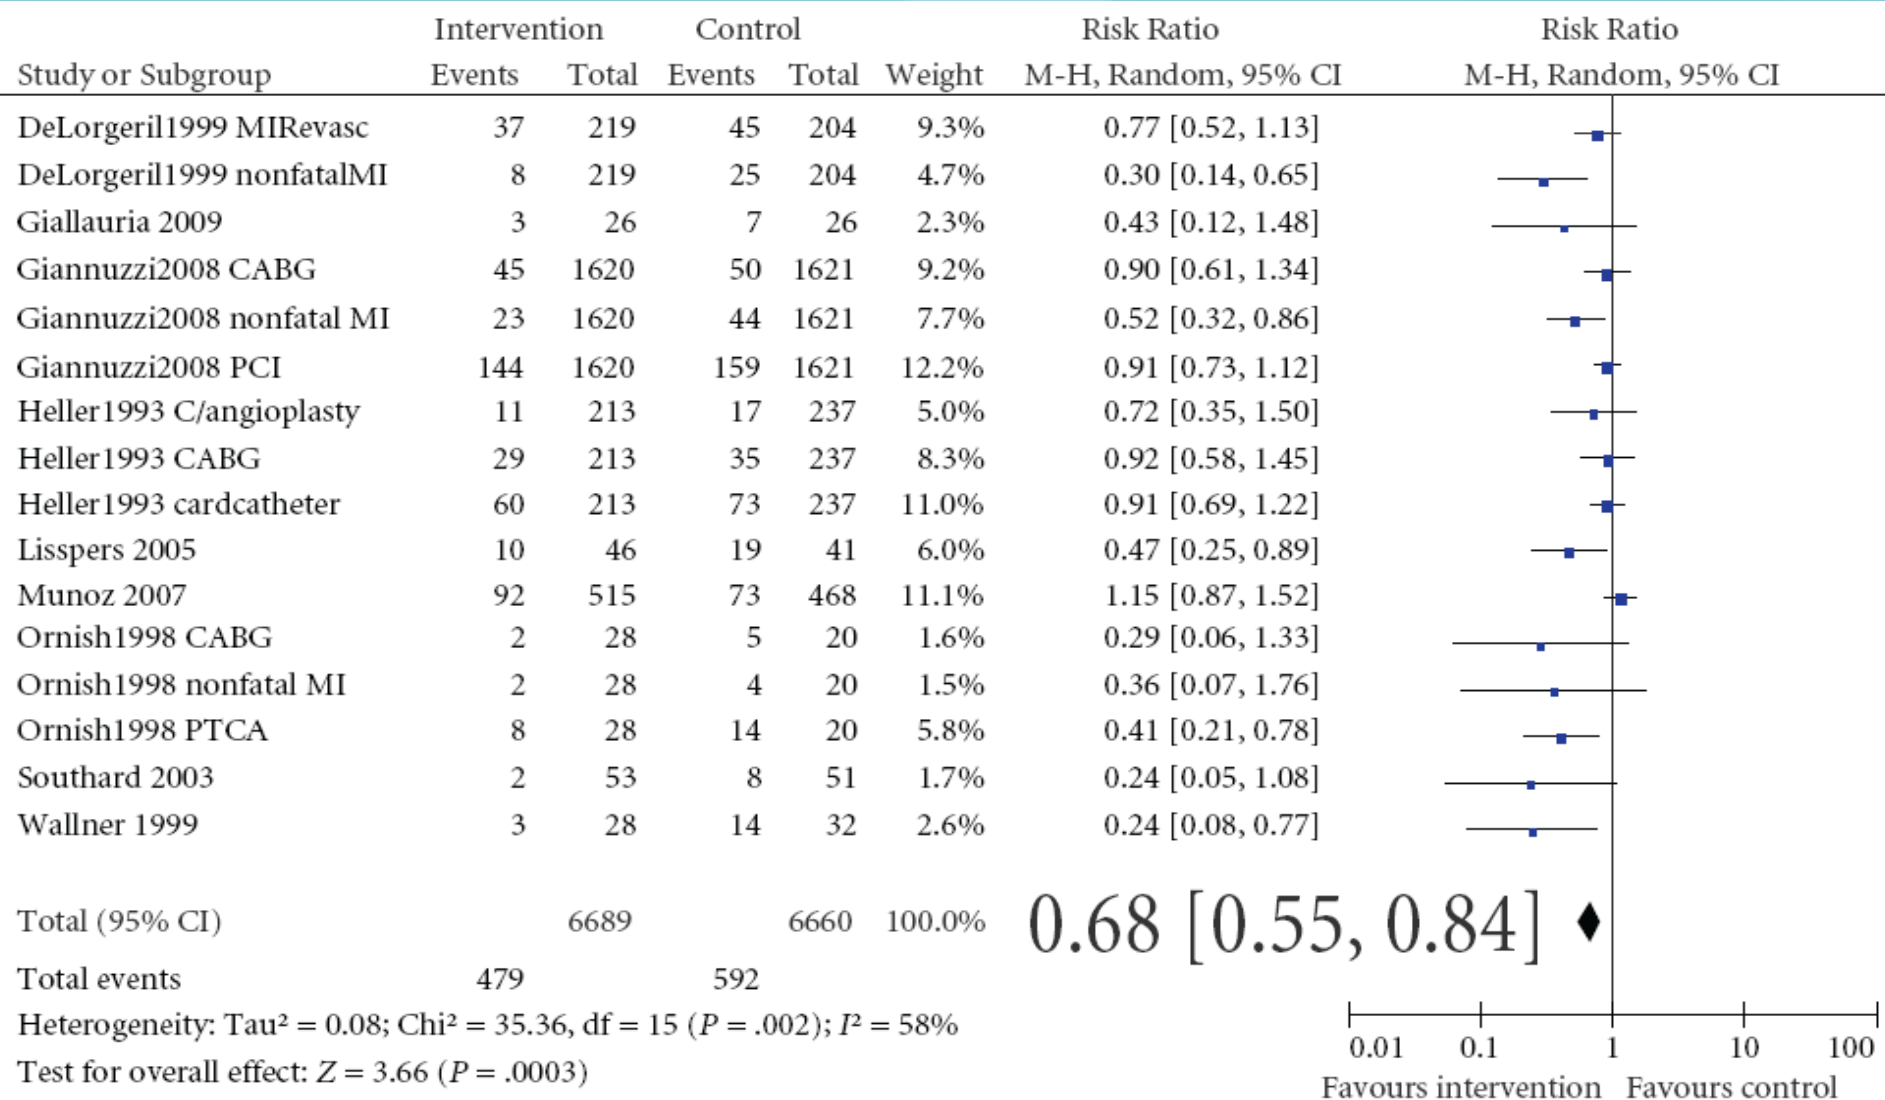 Intervention Control Risk Ratio Risk Ratio
Study or Subgroup Events Total Events Total Weight M-H, Random, 95% CI M-H, Random, 95% CI
DeLorgeril1999 MIRevasc 37 219 45 204 9.3% 0.77 [0.52, 1.13]
DeLorgeril1999 nonfatalMI 8 219 25 204 4.7% 0.30 [0.14, 0.65]
Giallauria 2009 3 26 7 26 2.3% 0.43 [0.12, 1.48]
Giannuzzi2008 CABG 45 1620 50 1621 9.2% 0.90 [0.61, 1.34]
Giannuzzi2008 nonfatal MI 23 1620 44 1621 7.7% 0.52 [0.32, 0.86]
Giannuzzi2008 PCI 144 1620 159 1621 12.2% 0.91 [0.73, 1.12]
Heller1993 C/angioplasty 11 213 17 237 5.0% 0.72 [0.35, 1.50]
Heller1993 CABG 29 213 35 237 8.3% 0.92 [0.58, 1.45]
Heller1993 cardcatheter 60 213 73 237 11.0% 0.91 [0.69, 1.22]
Lisspers 2005 10 46 19 41 6.0% 0.47 [0.25, 0.89]
Munoz 2007 92 515 73 468 11.1% 1.15 [0.87, 1.52]
Ornish1998 CABG 2 28 5 20 1.6% 0.29 [0.06, 1.33]
Ornish1998 nonfatal MI 2 28 4 20 1.5% 0.36 [0.07, 1.76]
Ornish1998 PTCA 8 28 14 20 5.8% 0.41 [0.21, 0.78]
Southard 2003 2 53 8 51 1.7% 0.24 [0.05, 1.08]
Wallner 1999 3 28 14 32 2.6% 0.24 [0.08, 0.77]
Total (95% CI) 6689 6660 100.0% 0.68 [0.55, 0.84]
Total events 479 592
Heterogeneity: Tau² = 0.08; Chi² = 35.36, df = 15 (P = .002); I² = 58%
Test for overall effect: Z = 3.66 (P = .0003)
0.01 0.1 1 10 100
Favours intervention Favours control